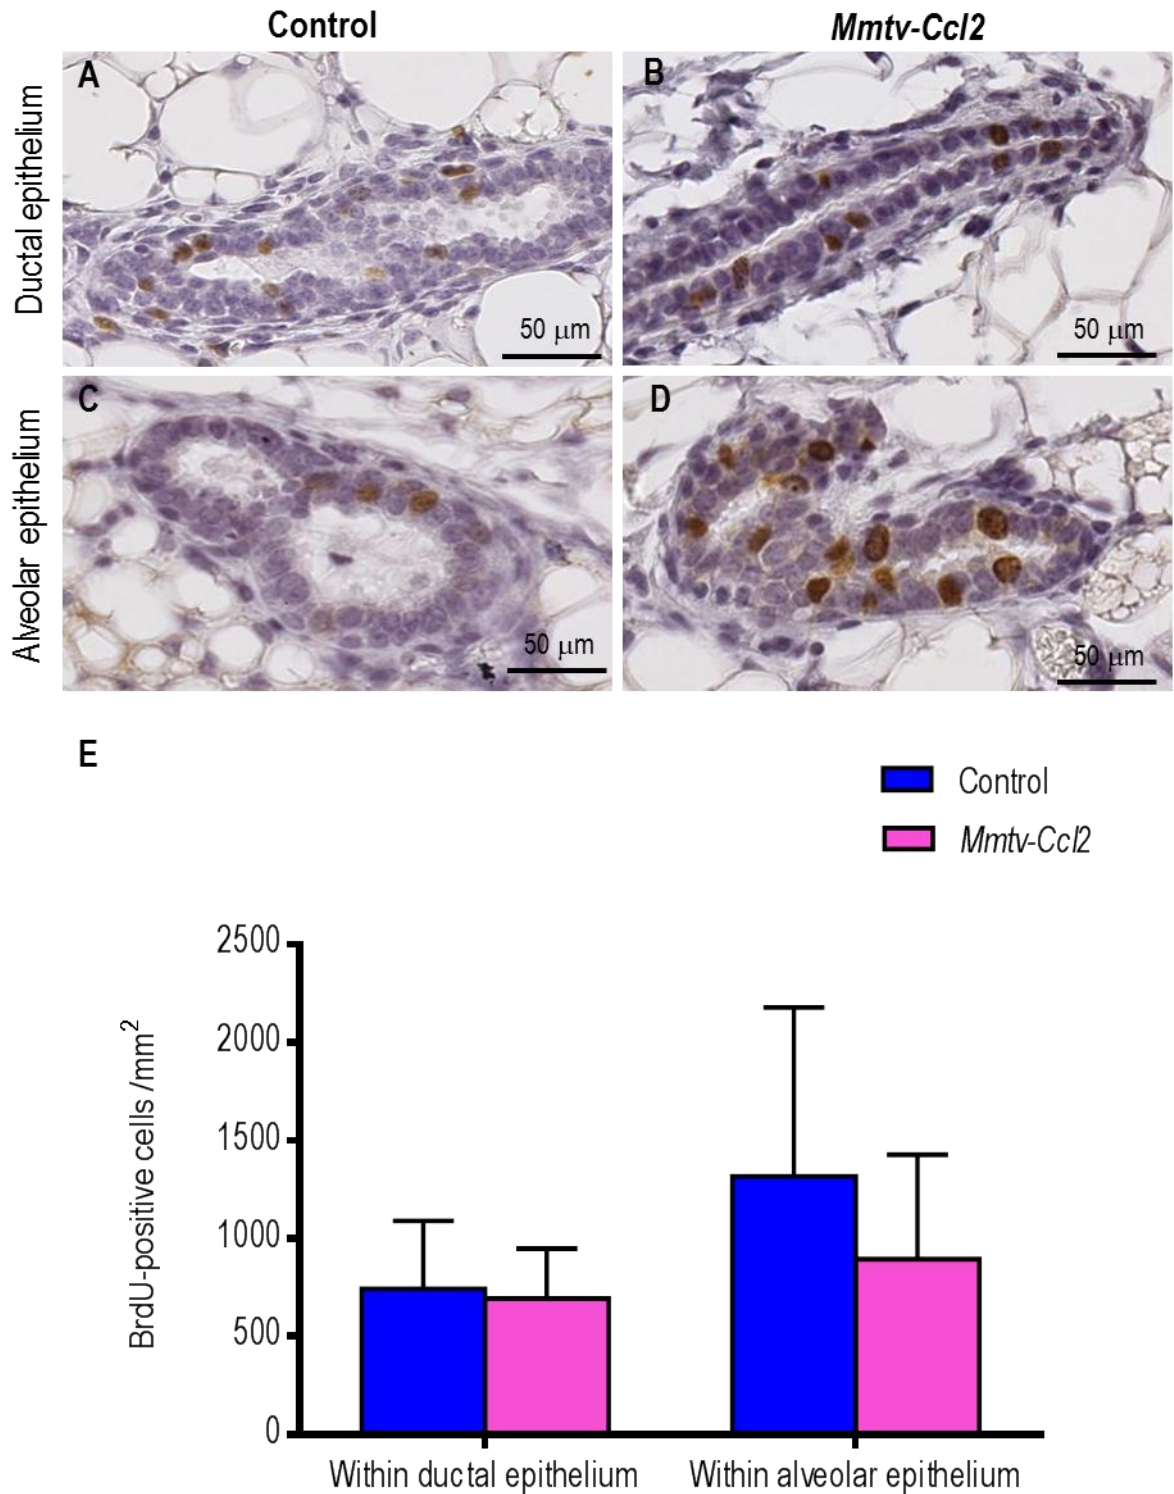 Control
Mmtv-Ccl2
Ductal epithelium
A
50 μm
B
50 μm
Alveolar epithelium
C
50 μm
D
50 μm
E
Control
Mmtv-Ccl2
BrdU-positive cells /mm²
2500
2000
1500
1000
500
0
Within ductal epithelium
Within alveolar epithelium